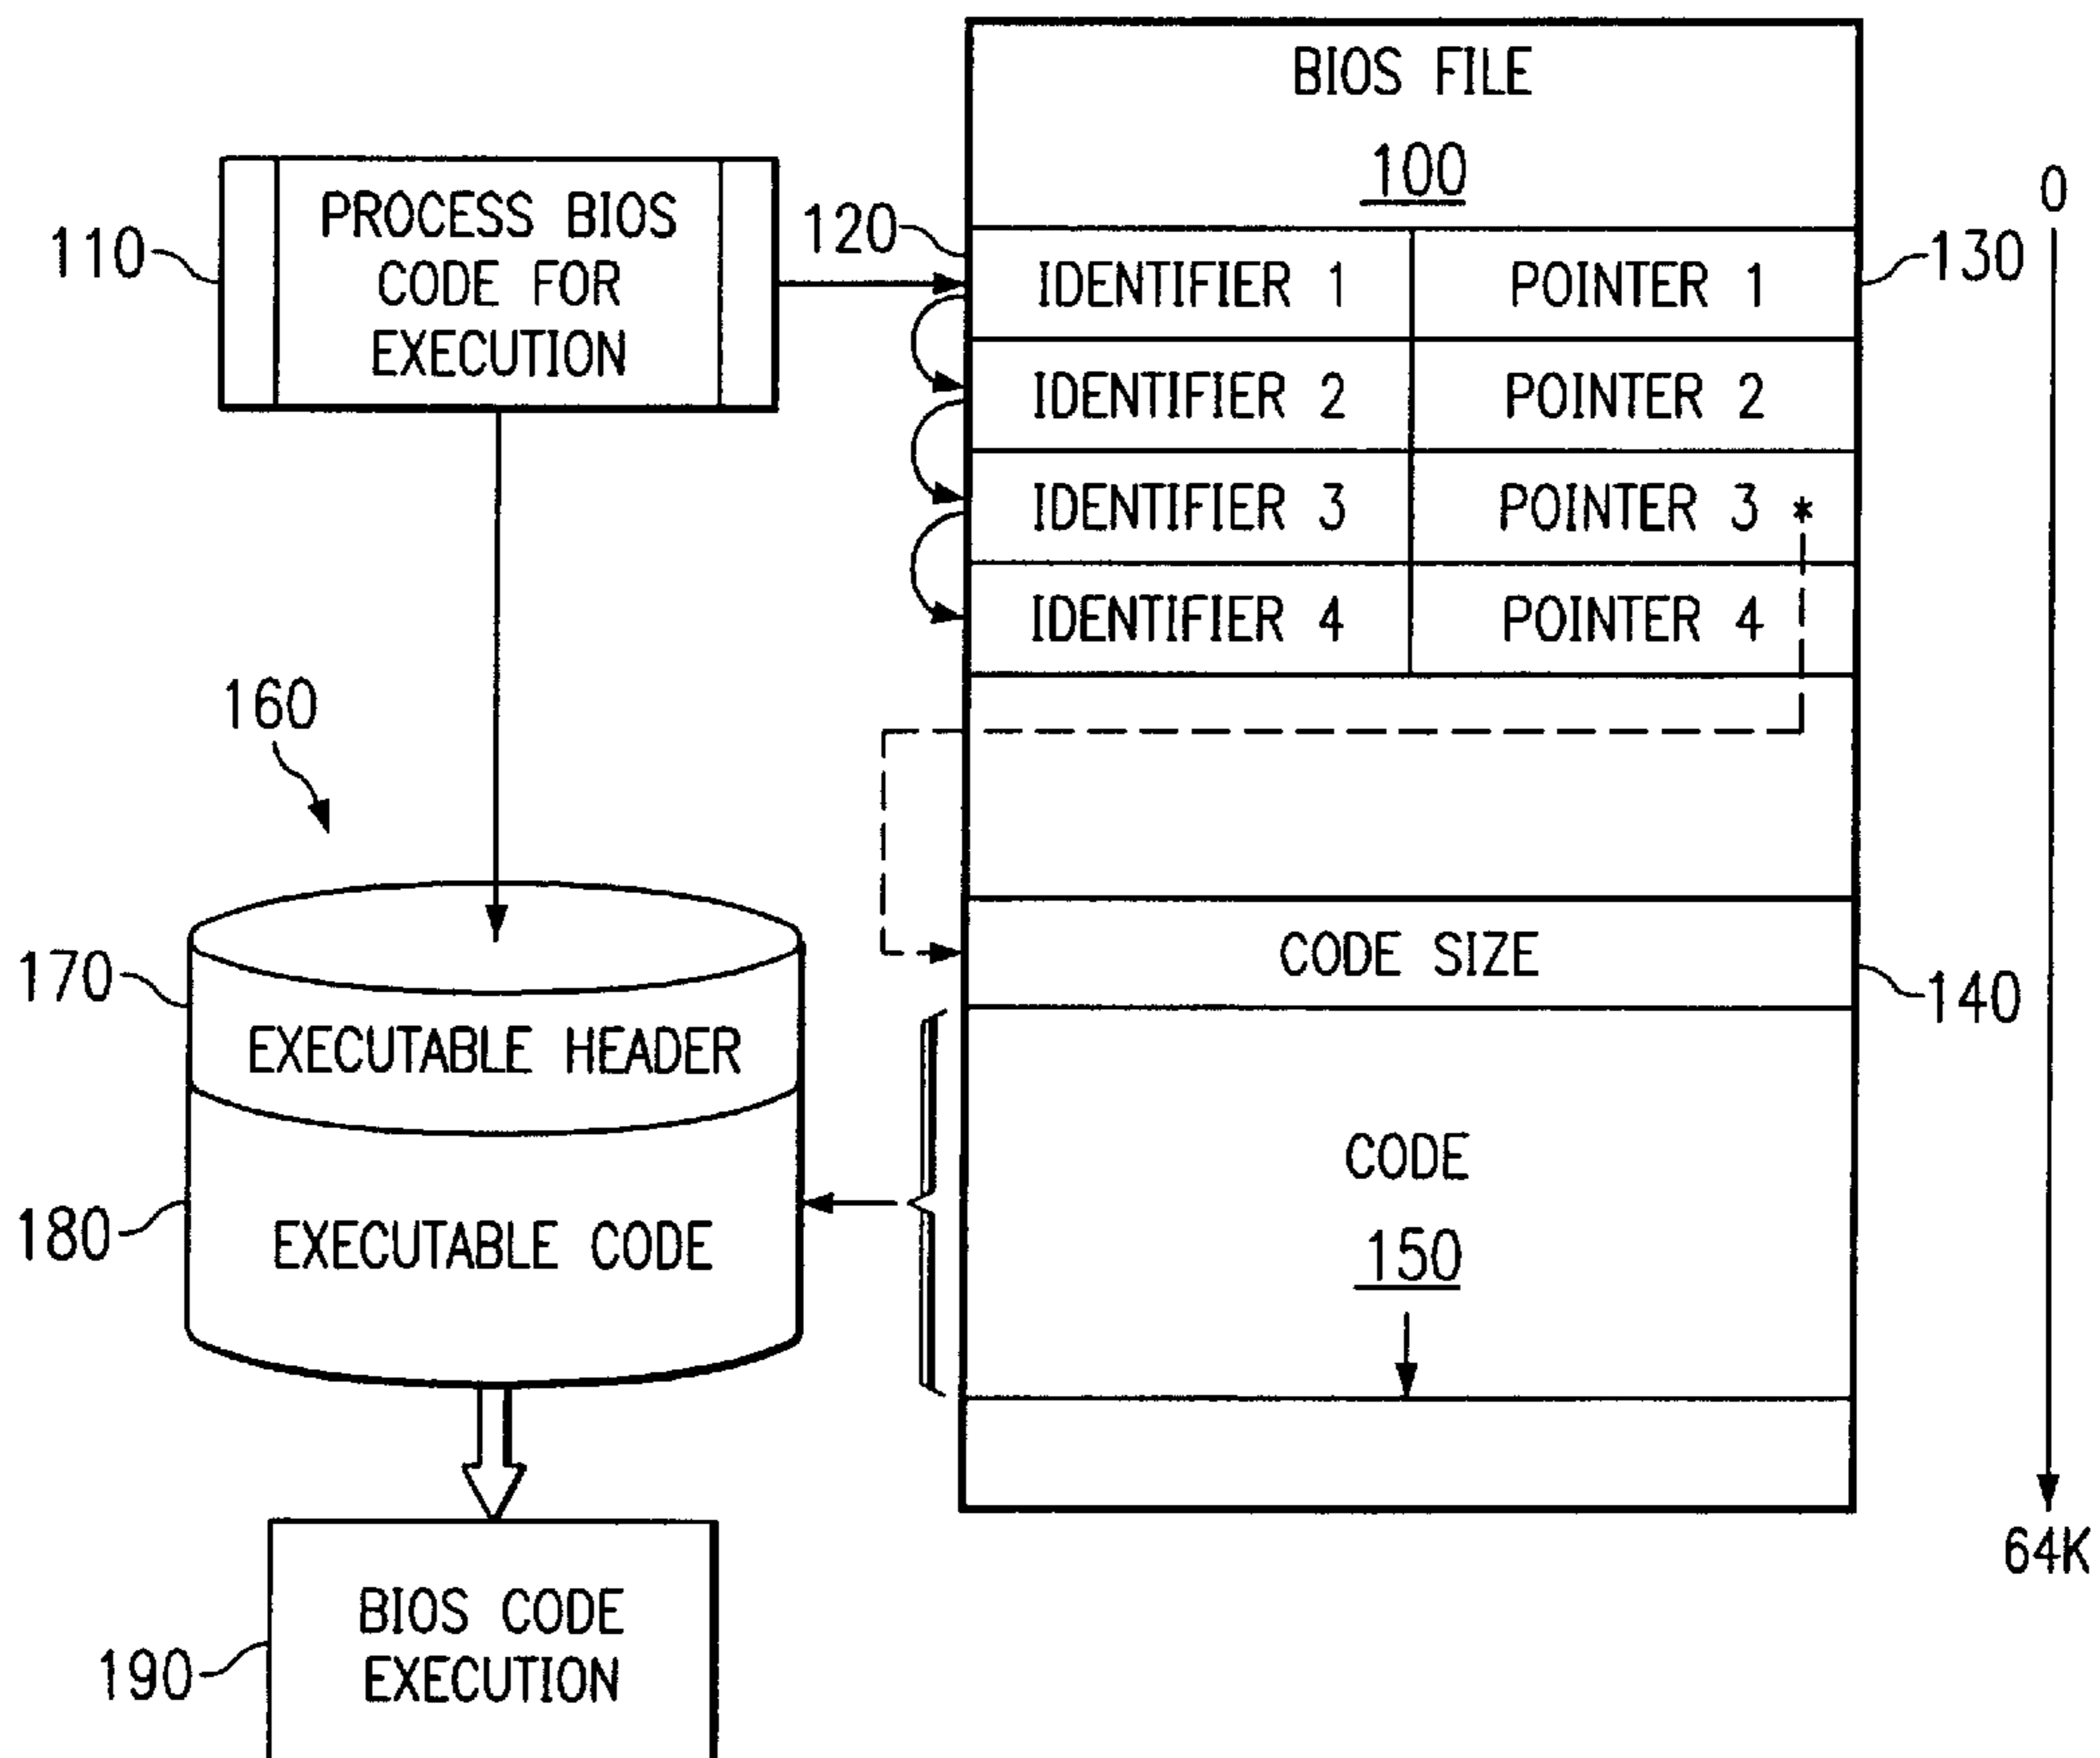 BIOS FILE
100
0
PROCESS BIOS
CODE FOR
EXECUTION
110
120
IDENTIFIER 1 POINTER 1
130
IDENTIFIER 2 POINTER 2
IDENTIFIER 3 POINTER 3 *
IDENTIFIER 4 POINTER 4
160
CODE SIZE
140
170
EXECUTABLE HEADER
CODE
150
180
EXECUTABLE CODE
64K
BIOS CODE
EXECUTION
190